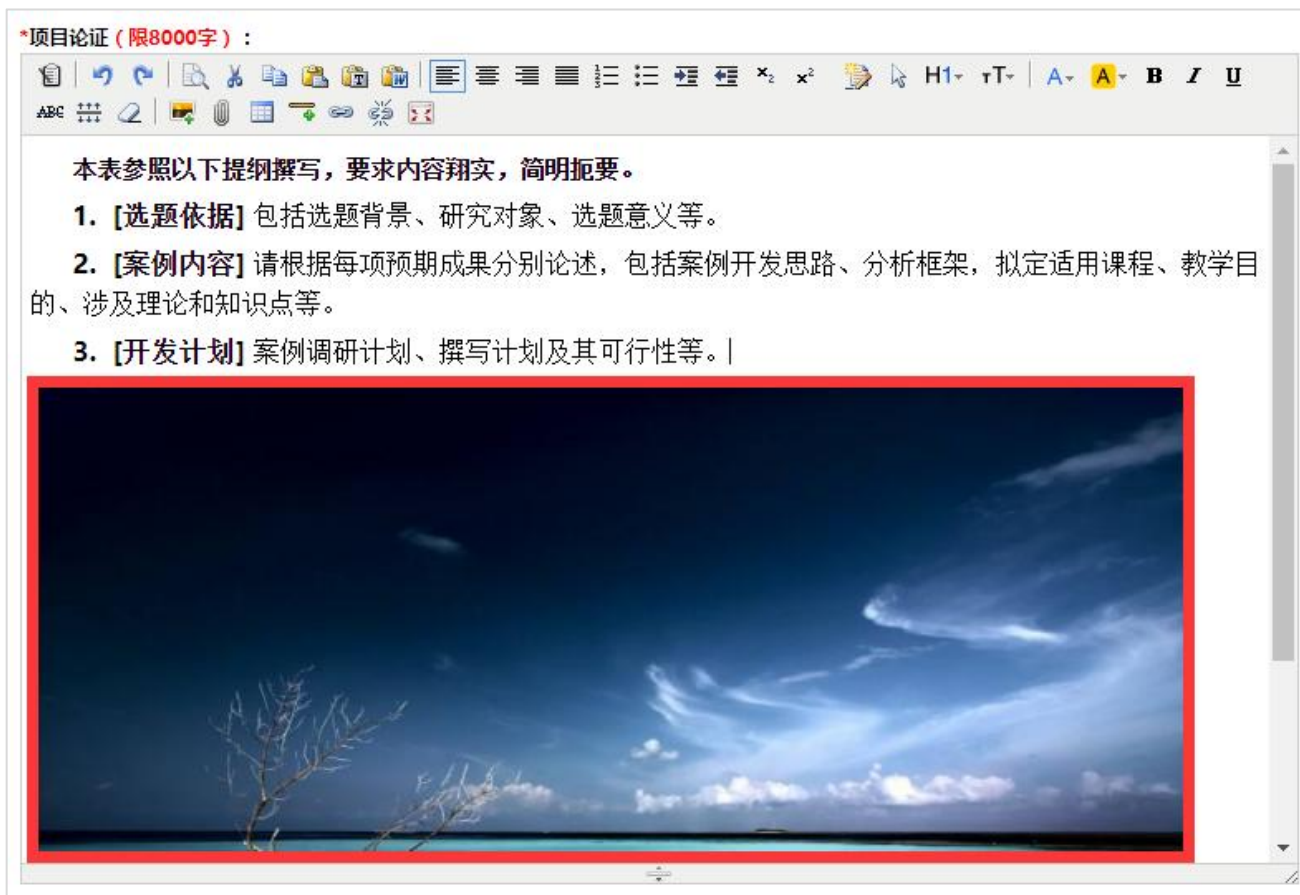 *项目论证（限8000字）：
H1 тT A A B I U
ABC
本表参照以下提纲撰写，要求内容翔实，简明扼要。
1. [选题依据] 包括选题背景、研究对象、选题意义等。
2. [案例内容] 请根据每项预期成果分别论述，包括案例开发思路、分析框架，拟定适用课程、教学目
的、涉及理论和知识点等。
3. [开发计划] 案例调研计划、撰写计划及其可行性等。